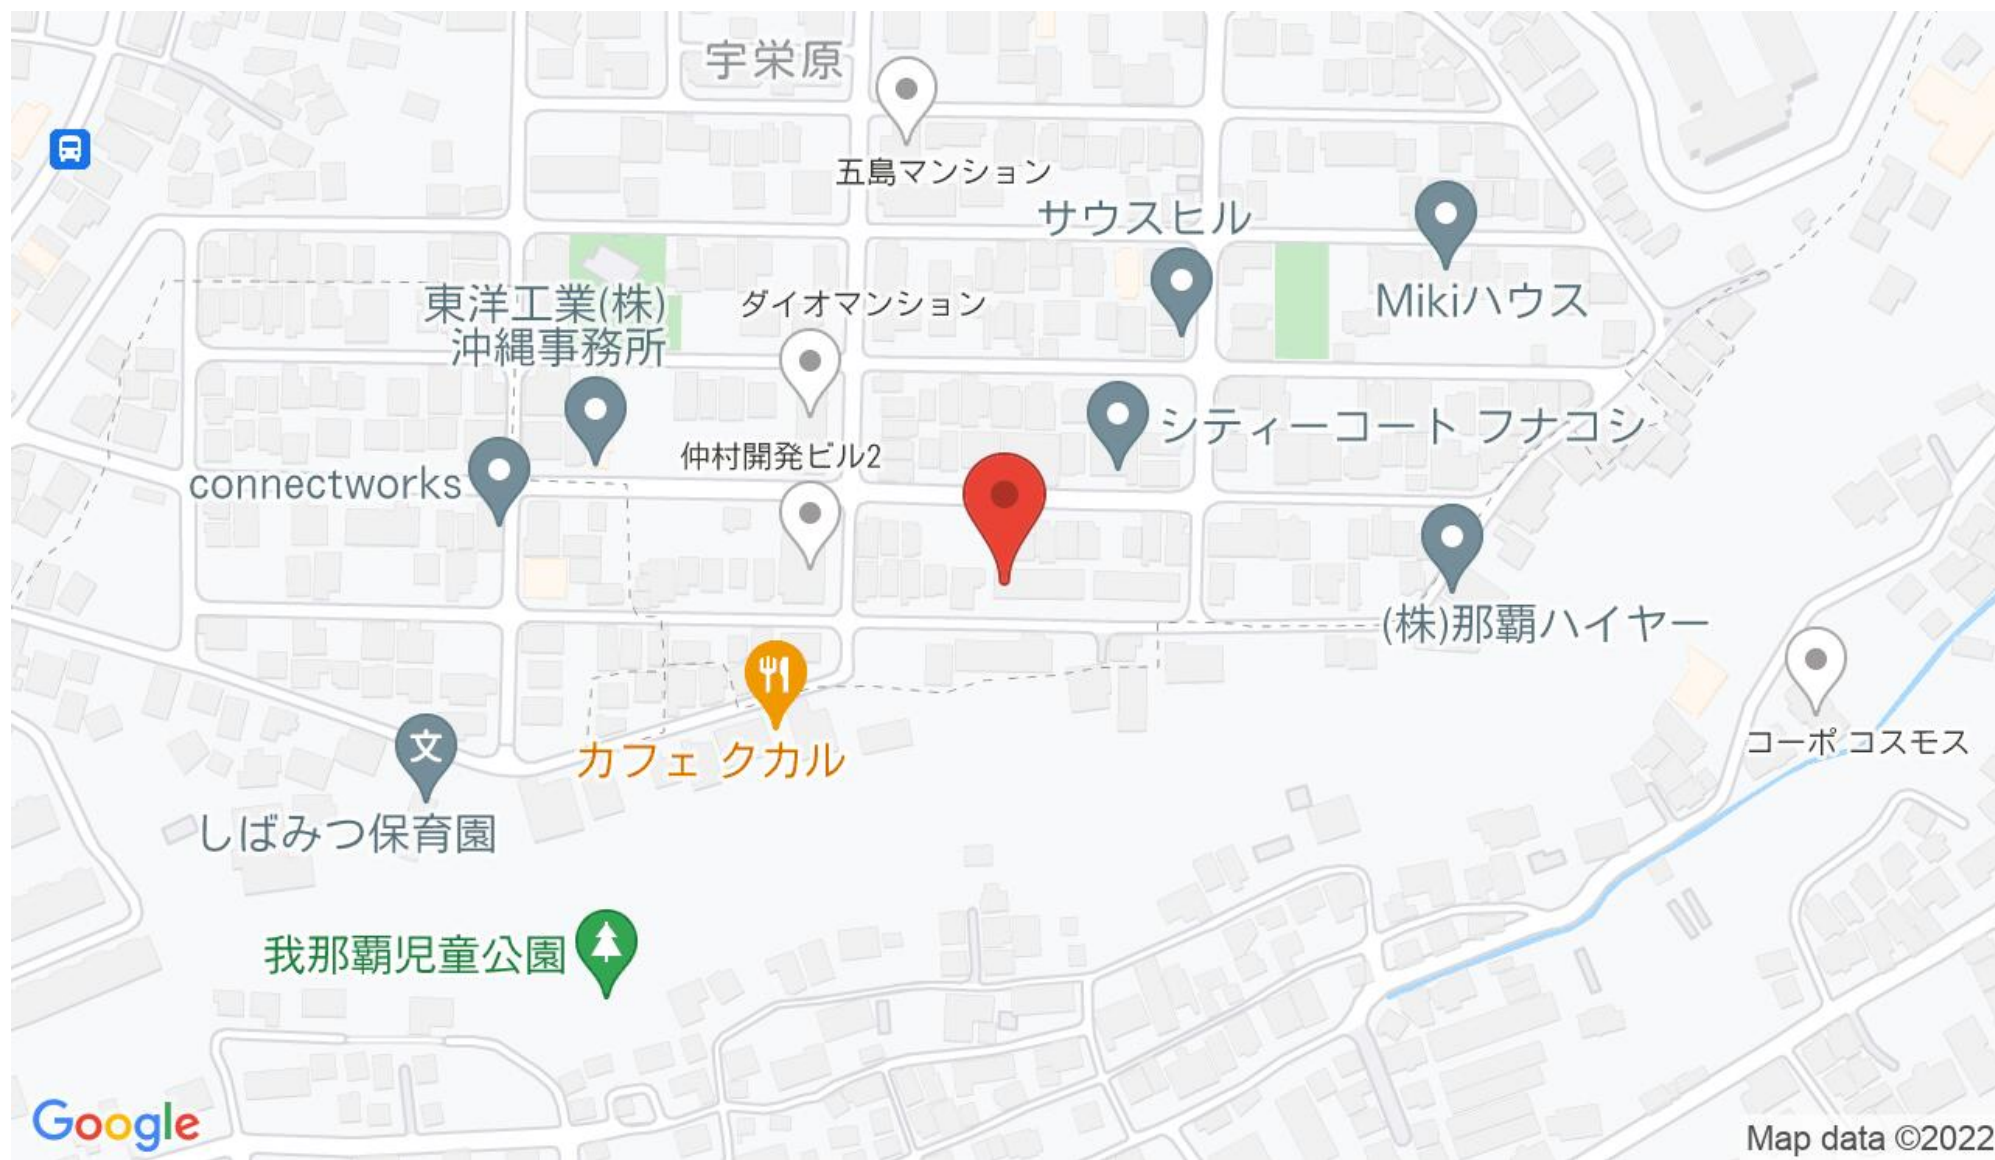 宇栄原
五島マンション
サウスヒル
Mikiハウス
東洋工業(株)
沖縄事務所
ダイオマンション
connectworks
仲村開発ビル2
シティーコート フナコシ
(株)那覇ハイヤー
カフェ クカル
コーポ コスモス
文
しばみつ保育園
我那覇児童公園
Google
Map data ©2022